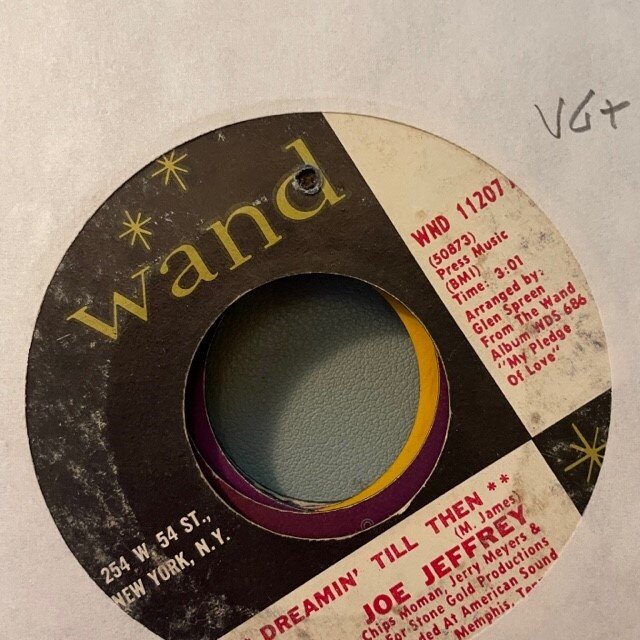 VG+
wand
WND 11207
(50873)
Press Music
(BMI)
Time: 3:01
Arranged by:
Glen Spreen
From The Wand
Album WDS 686
"My Pledge
Of Love"
254 W. 54 ST.,
NEW YORK, N.Y.
DREAMIN' TILL THEN **
(M. James)
JOE JEFFREY
Chips Moman, Jerry Meyers &
For Stone Gold Productions
ded At American Sound
Memphis,